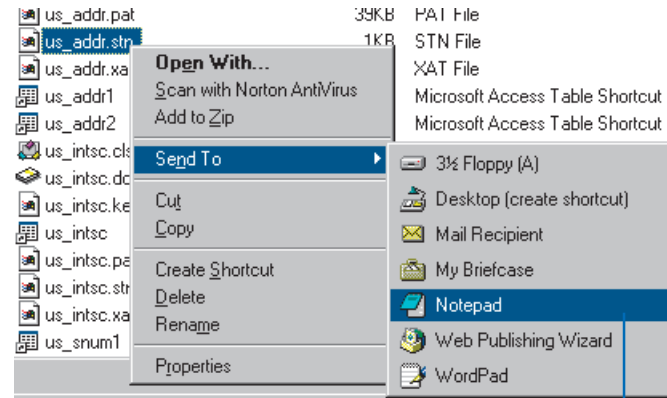 us_addr.pat 39KB PAT File
us_addr.stn 1KB STN File
us_addr.xa XAT File
us_addr1 Microsoft Access Table Shortcut
us_addr2 Microsoft Access Table Shortcut
us_intsc.cls
us_intsc.dc
us_intsc.ke
us_intsc
us_intsc.pa
us_intsc.str
us_intsc.xa
us_snum1
Open With...
Scan with Norton AntiVirus
Add to Zip
Send To
Cut
Copy
Create Shortcut
Delete
Rename
Properties
3½ Floppy (A)
Desktop (create shortcut)
Mail Recipient
My Briefcase
Notepad
Web Publishing Wizard
WordPad